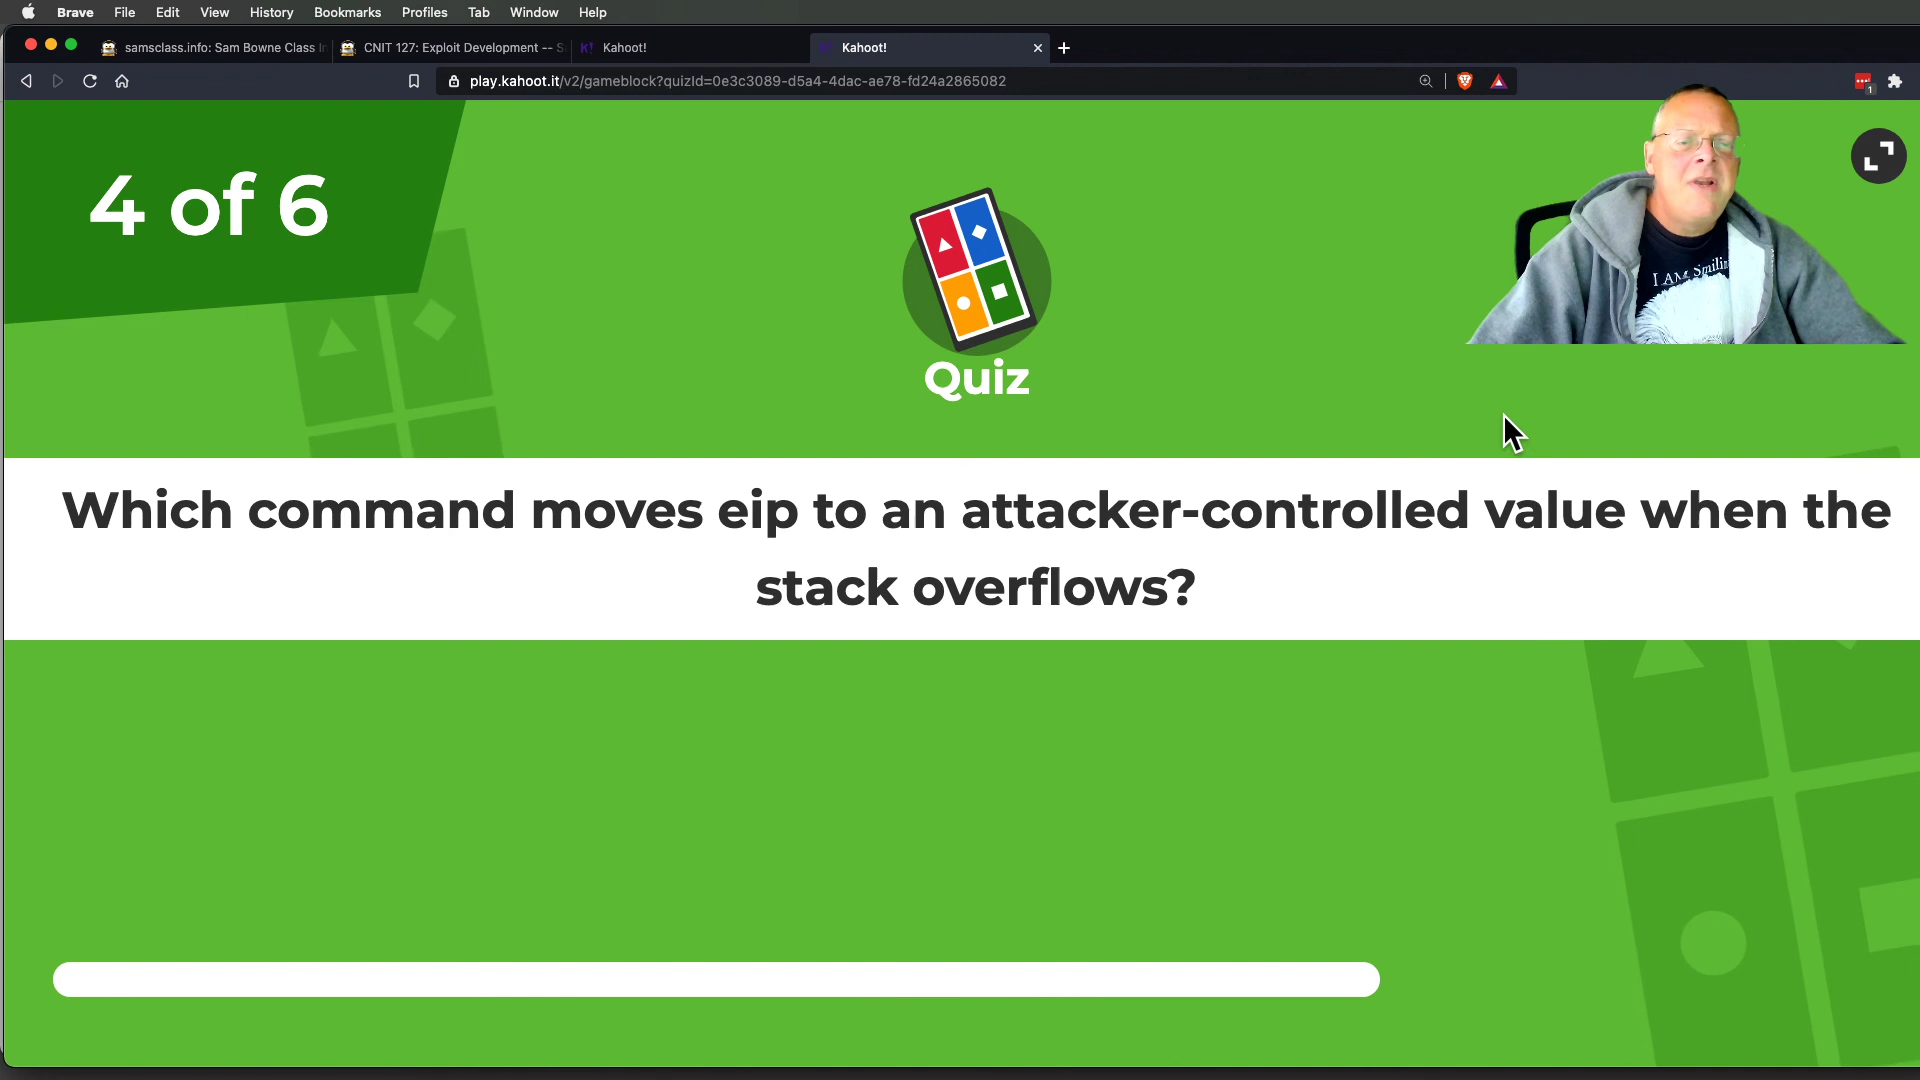 Brave File Edit View History Bookmarks Profiles Tab Window Help
samsclass.info: Sam Bowne Class In
CNIT 127: Exploit Development -- S
Kahoot!
Kahoot!
play.kahoot.it/v2/gameblock?quizId=0e3c3089-d5a4-4dac-ae78-fd24a2865082
1
4 of 6
I AM Smilin
Quiz
Which command moves eip to an attacker-controlled value when the
stack overflows?